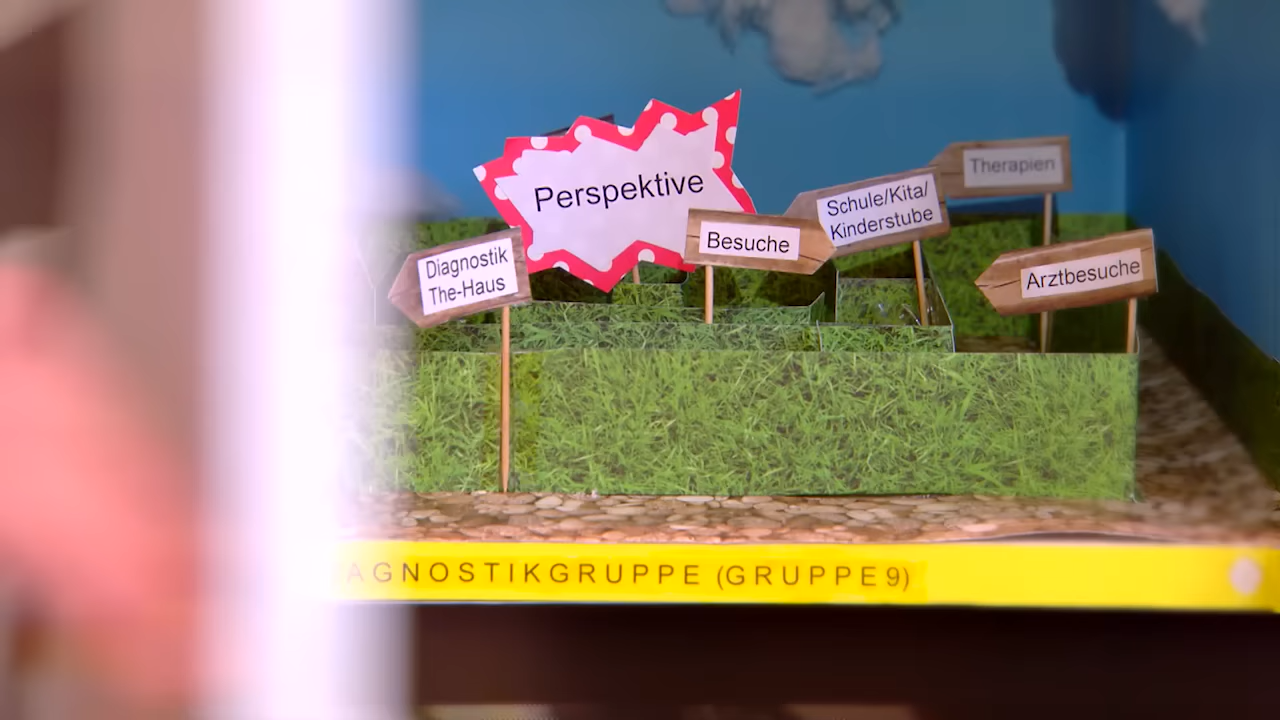 Perspektive
Therapien
Schule/Kita/
Kinderstube
Besuche
Diagnostik
The-Haus
Arztbesuche
AGNOSTIKGRUPPE (GRUPPE 9)